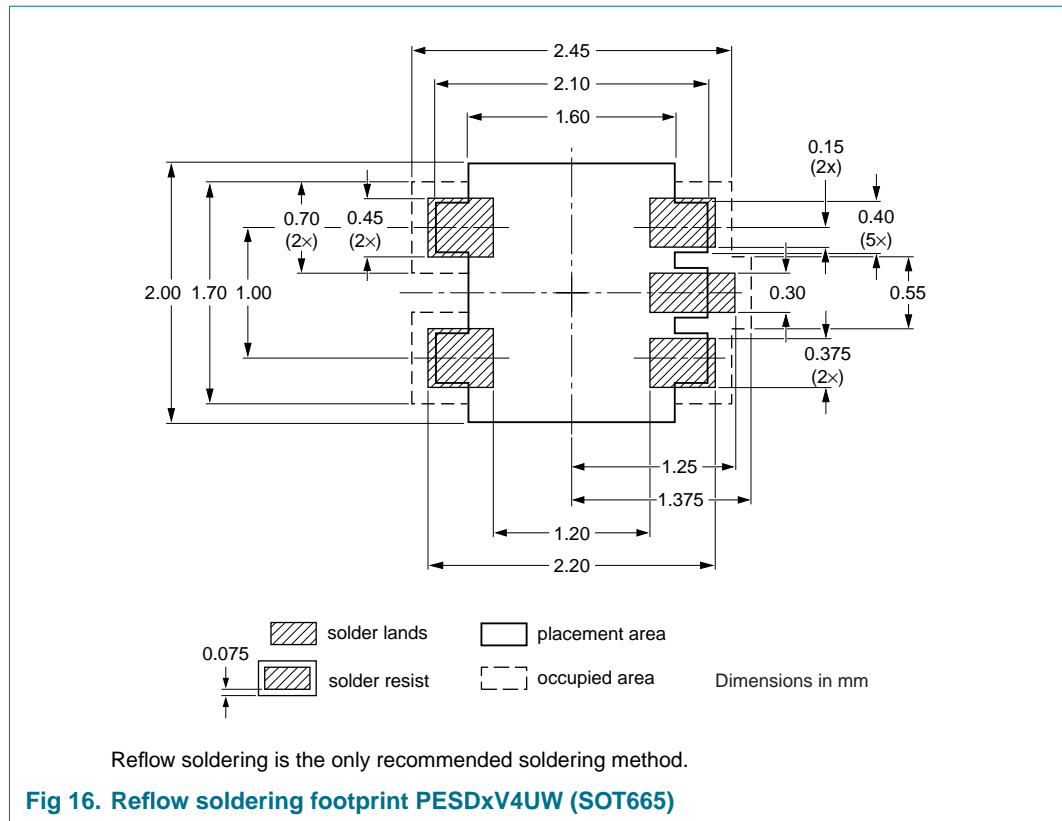 2.45
2.10
1.60
0.15
(2x)
0.70
(2×)
0.45
(2×)
0.40
(5×)
2.00
1.70
1.00
0.30
0.55
0.375
(2×)
1.25
1.375
1.20
2.20
solder lands
placement area
0.075
solder resist
occupied area
Dimensions in mm
Reflow soldering is the only recommended soldering method.
Fig 16. Reflow soldering footprint PESDxV4UW (SOT665)